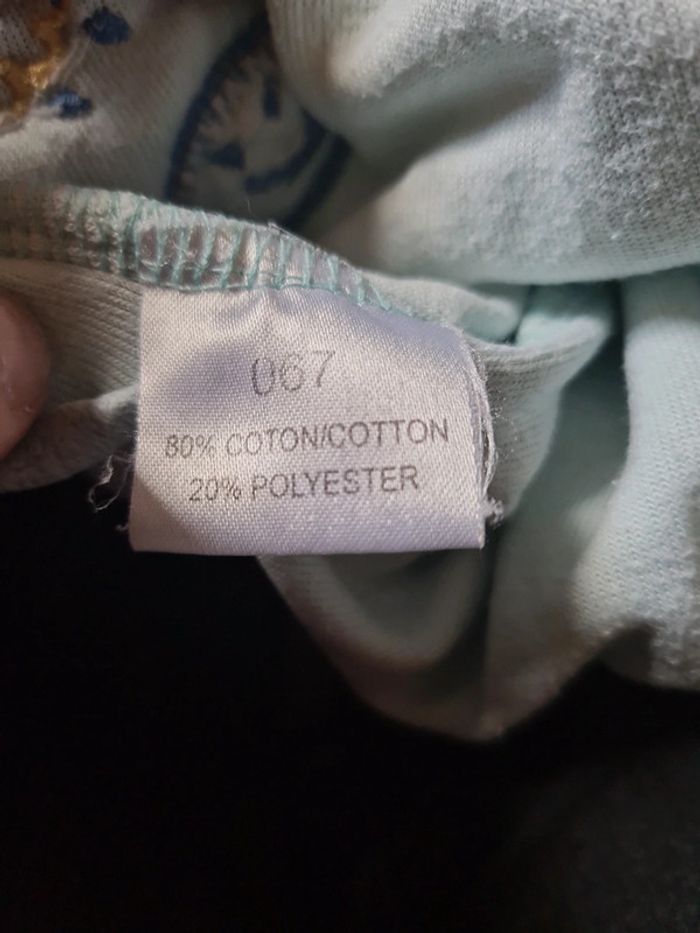 067
80% COTON/COTTON
20% POLYESTER